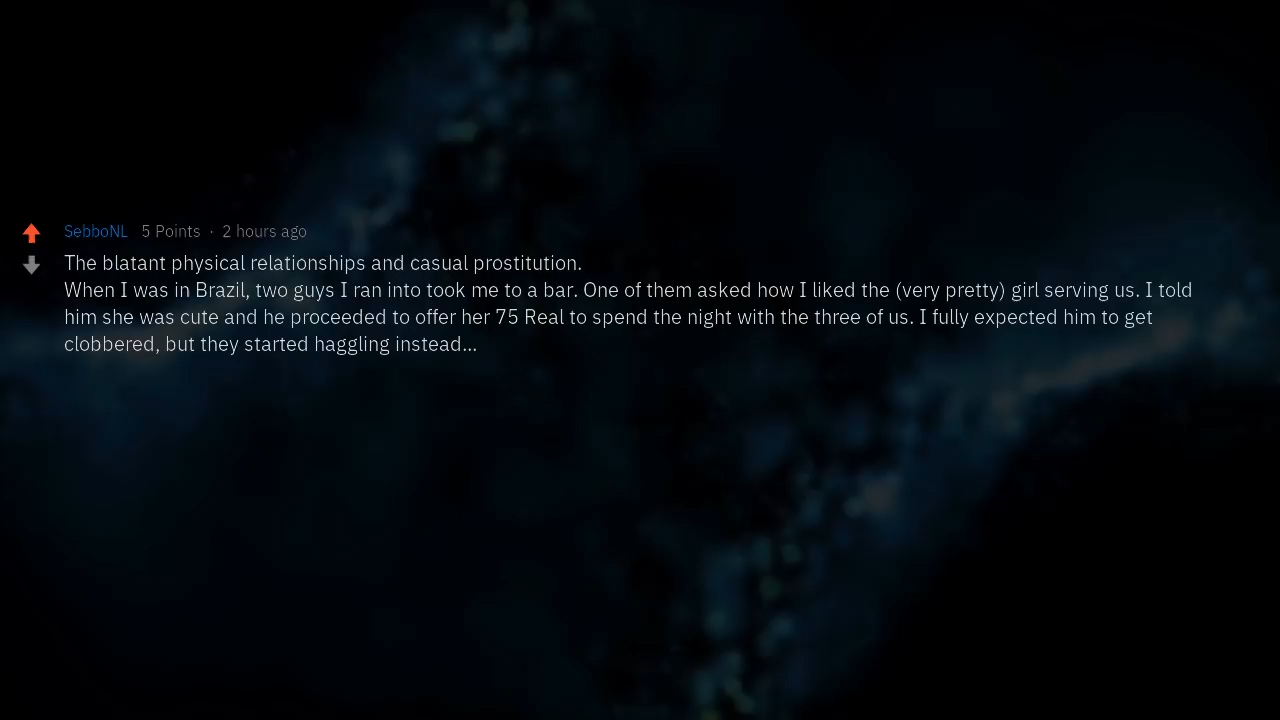 SebboNL 5 Points · 2 hours ago
The blatant physical relationships and casual prostitution.
When I was in Brazil, two guys I ran into took me to a bar. One of them asked how I liked the (very pretty) girl serving us. I told
him she was cute and he proceeded to offer her 75 Real to spend the night with the three of us. I fully expected him to get
clobbered, but they started haggling instead...